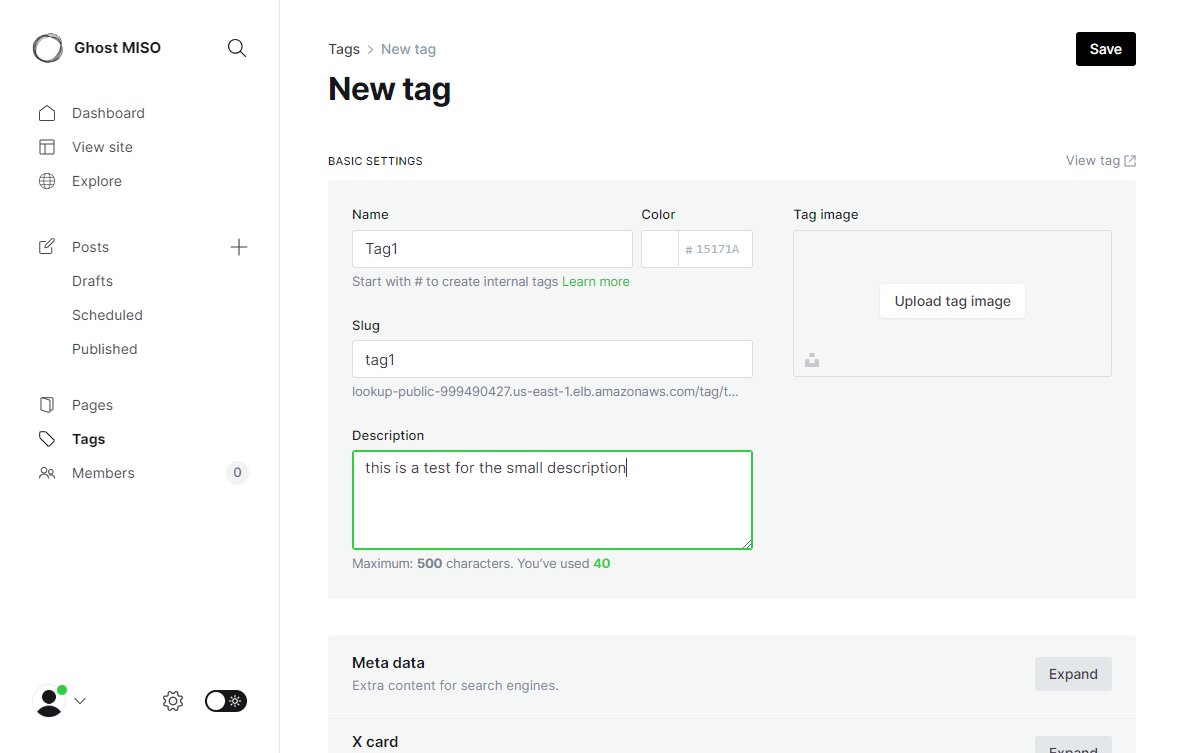 Ghost MISO
Dashboard
View site
Explore
Posts
Drafts
Scheduled
Published
Pages
Tags
Members 0
Tags > New tag
Save
New tag
BASIC SETTINGS
View tag
Name
Tag1
Color
# 15171A
Start with # to create internal tags Learn more
Slug
tag1
lookup-public-999490427.us-east-1.elb.amazonaws.com/tag/t...
Description
this is a test for the small description
Maximum: 500 characters. You’ve used 40
Tag image
Upload tag image
Meta data
Extra content for search engines.
Expand
X card
Expand